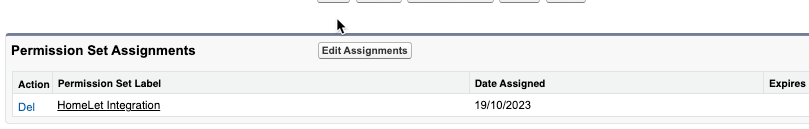 Permission Set Assignments Edit Assignments
Action Permission Set Label Date Assigned Expires
Del HomeLet Integration 19/10/2023